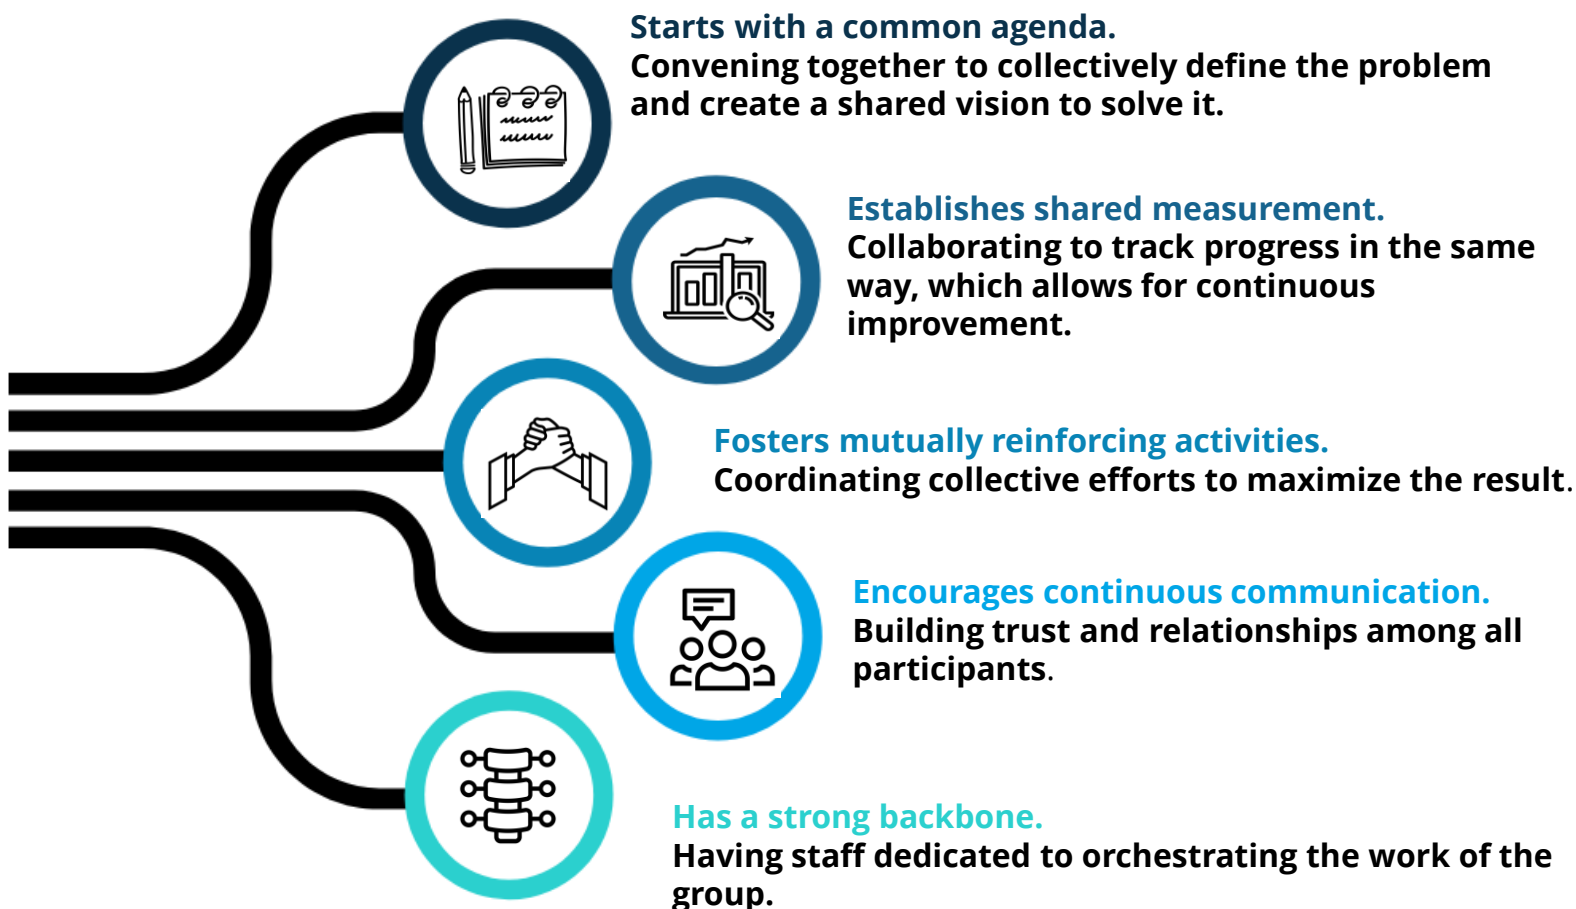 Starts with a common agenda.
Convening together to collectively define the problem
and create a shared vision to solve it.
Establishes shared measurement.
Collaborating to track progress in the same
way, which allows for continuous
improvement.
Fosters mutually reinforcing activities.
Coordinating collective efforts to maximize the result.
Encourages continuous communication.
Building trust and relationships among all
participants.
Has a strong backbone.
Having staff dedicated to orchestrating the work of the
group.